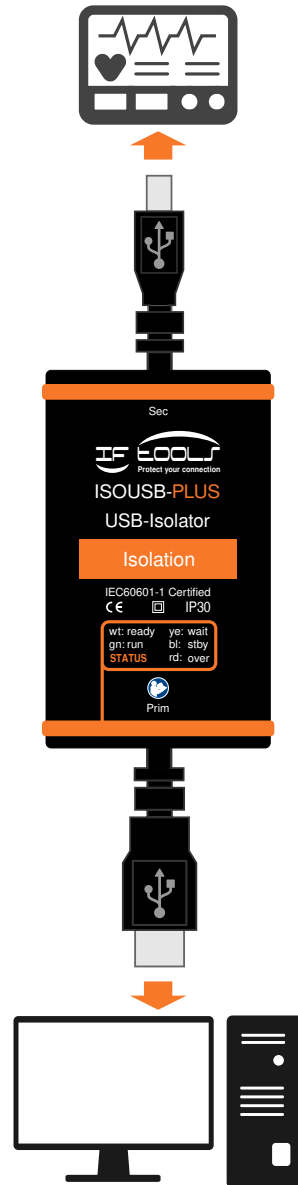 Sec
IF TOOLS
Protect your connection
ISOUSB-PLUS
USB-Isolator
Isolation
IEC60601-1 Certified
CE IP30
wt: ready ye: wait
gn: run bl: stby
STATUS rd: over
Prim